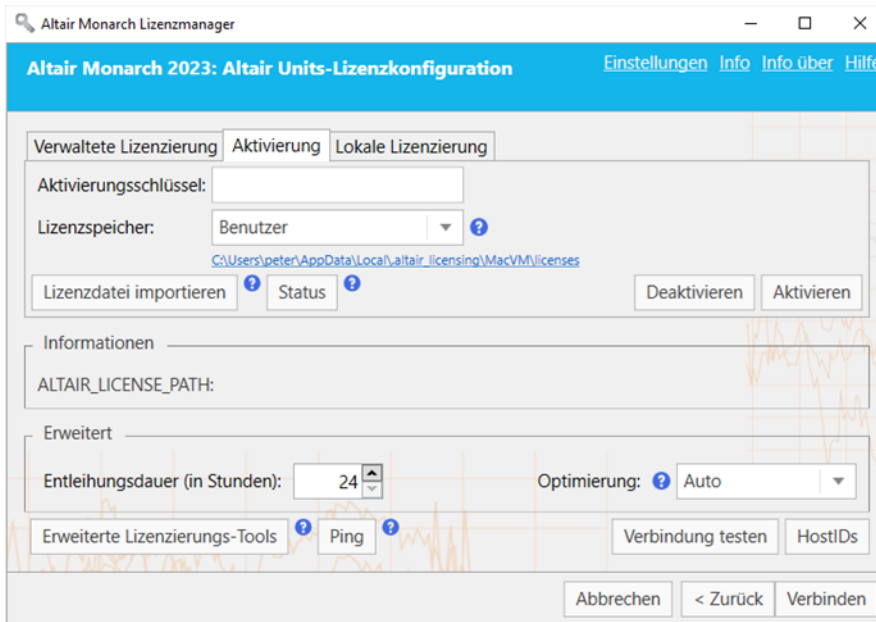 Altair Monarch Lizenzmanager
Altair Monarch 2023: Altair Units-Lizenzkonfiguration Einstellungen Info Info über Hilfe
Verwaltete Lizenzierung Aktivierung Lokale Lizenzierung
Aktivierungsschlüssel:
Lizenzspeicher: Benutzer ?
C:\Users\peter\AppData\Local\.altair_licensing\MacVM\licenses
Lizenzdatei importieren ? Status ? Deaktivieren Aktivieren
Informationen
ALTAIR_LICENSE_PATH:
Erweitert
Entleihungsdauer (in Stunden): 24 Optimierung: ? Auto
Erweiterte Lizenzierungs-Tools ? Ping ? Verbindung testen HostIDs
Abbrechen < Zurück Verbinden